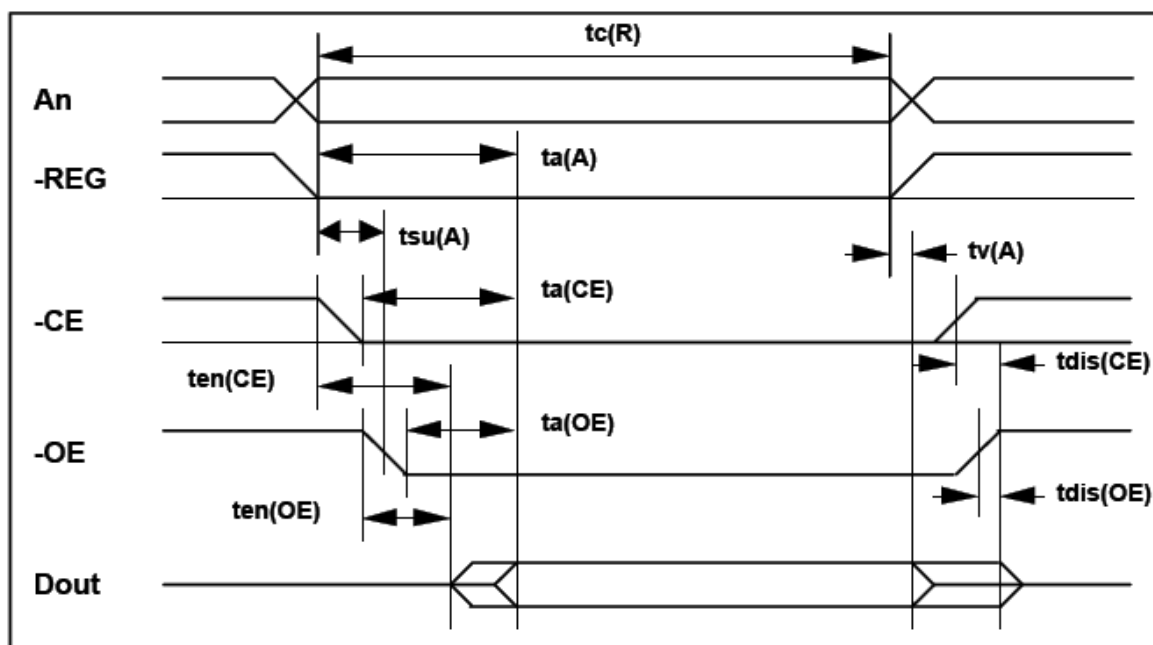 tc(R)
An
ta(A)
-REG
tsu(A)
tv(A)
ta(CE)
-CE
ten(CE)
tdis(CE)
ta(OE)
-OE
tdis(OE)
ten(OE)
Dout